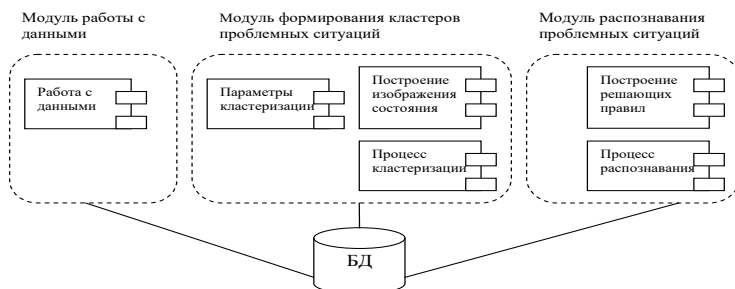 Модуль работы с
данными
Модуль формирования кластеров
проблемных ситуаций
Модуль распознавания
проблемных ситуаций
Работа с
данными
Параметры
кластеризации
Построение
изображения
состояния
Процесс
кластеризации
Построение
решающих
правил
Процесс
распознавания
БД